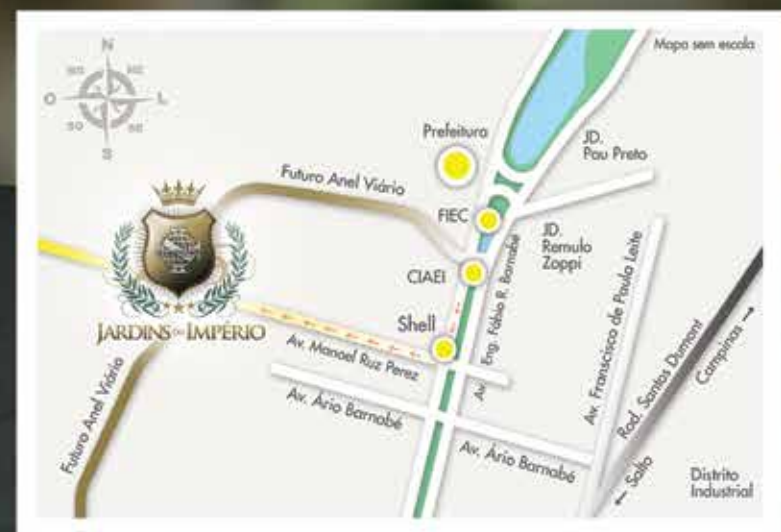 Mapa sem escala
N
NO
NE
O
L
SO
SE
S
Prefeitura
JD.
Pau Preto
Futuro Anel Viário
FIEC
JD.
Remulo
Zoppi
CIAEI
JARDINS DO IMPÉRIO
Shell
Av. Eng. Fábio R. Barnabé
Av. Franscisco de Paula Leite
Rod. Santos Dumont
Campinas →
Av. Manoel Ruz Perez
Futuro Anel Viário
Av. Ário Barnabé
Av. Ário Barnabé
← Salto
Distrito
Industrial